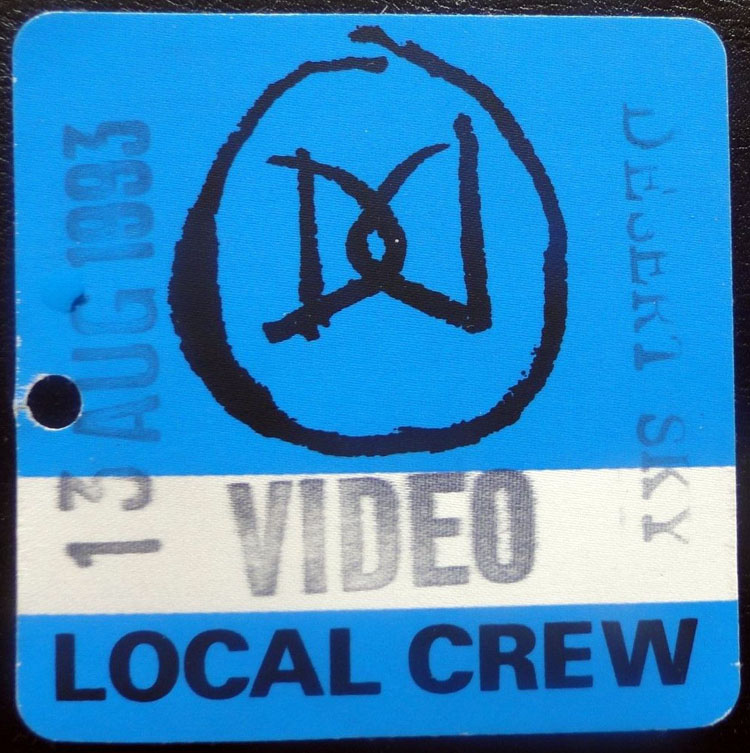 13 AUG 1993
DESERT SKY
VIDEO
LOCAL CREW